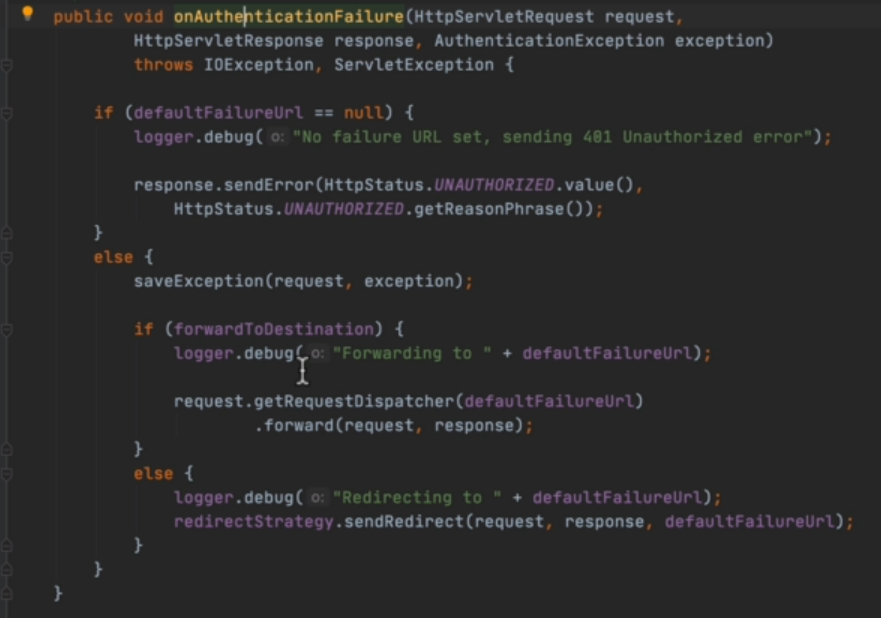 public void onAuthenticationFailure(HttpServletRequest request,
        HttpServletResponse response, AuthenticationException exception)
        throws IOException, ServletException {
    if (defaultFailureUrl == null) {
        logger.debug( o: "No failure URL set, sending 401 Unauthorized error");
        response.sendError(HttpStatus.UNAUTHORIZED.value(),
            HttpStatus.UNAUTHORIZED.getReasonPhrase());
    }
    else {
        saveException(request, exception);
        if (forwardToDestination) {
            logger.debug( o: "Forwarding to " + defaultFailureUrl);
            request.getRequestDispatcher(defaultFailureUrl)
                    .forward(request, response);
        }
        else {
            logger.debug( o: "Redirecting to " + defaultFailureUrl);
            redirectStrategy.sendRedirect(request, response, defaultFailureUrl);
        }
    }
}